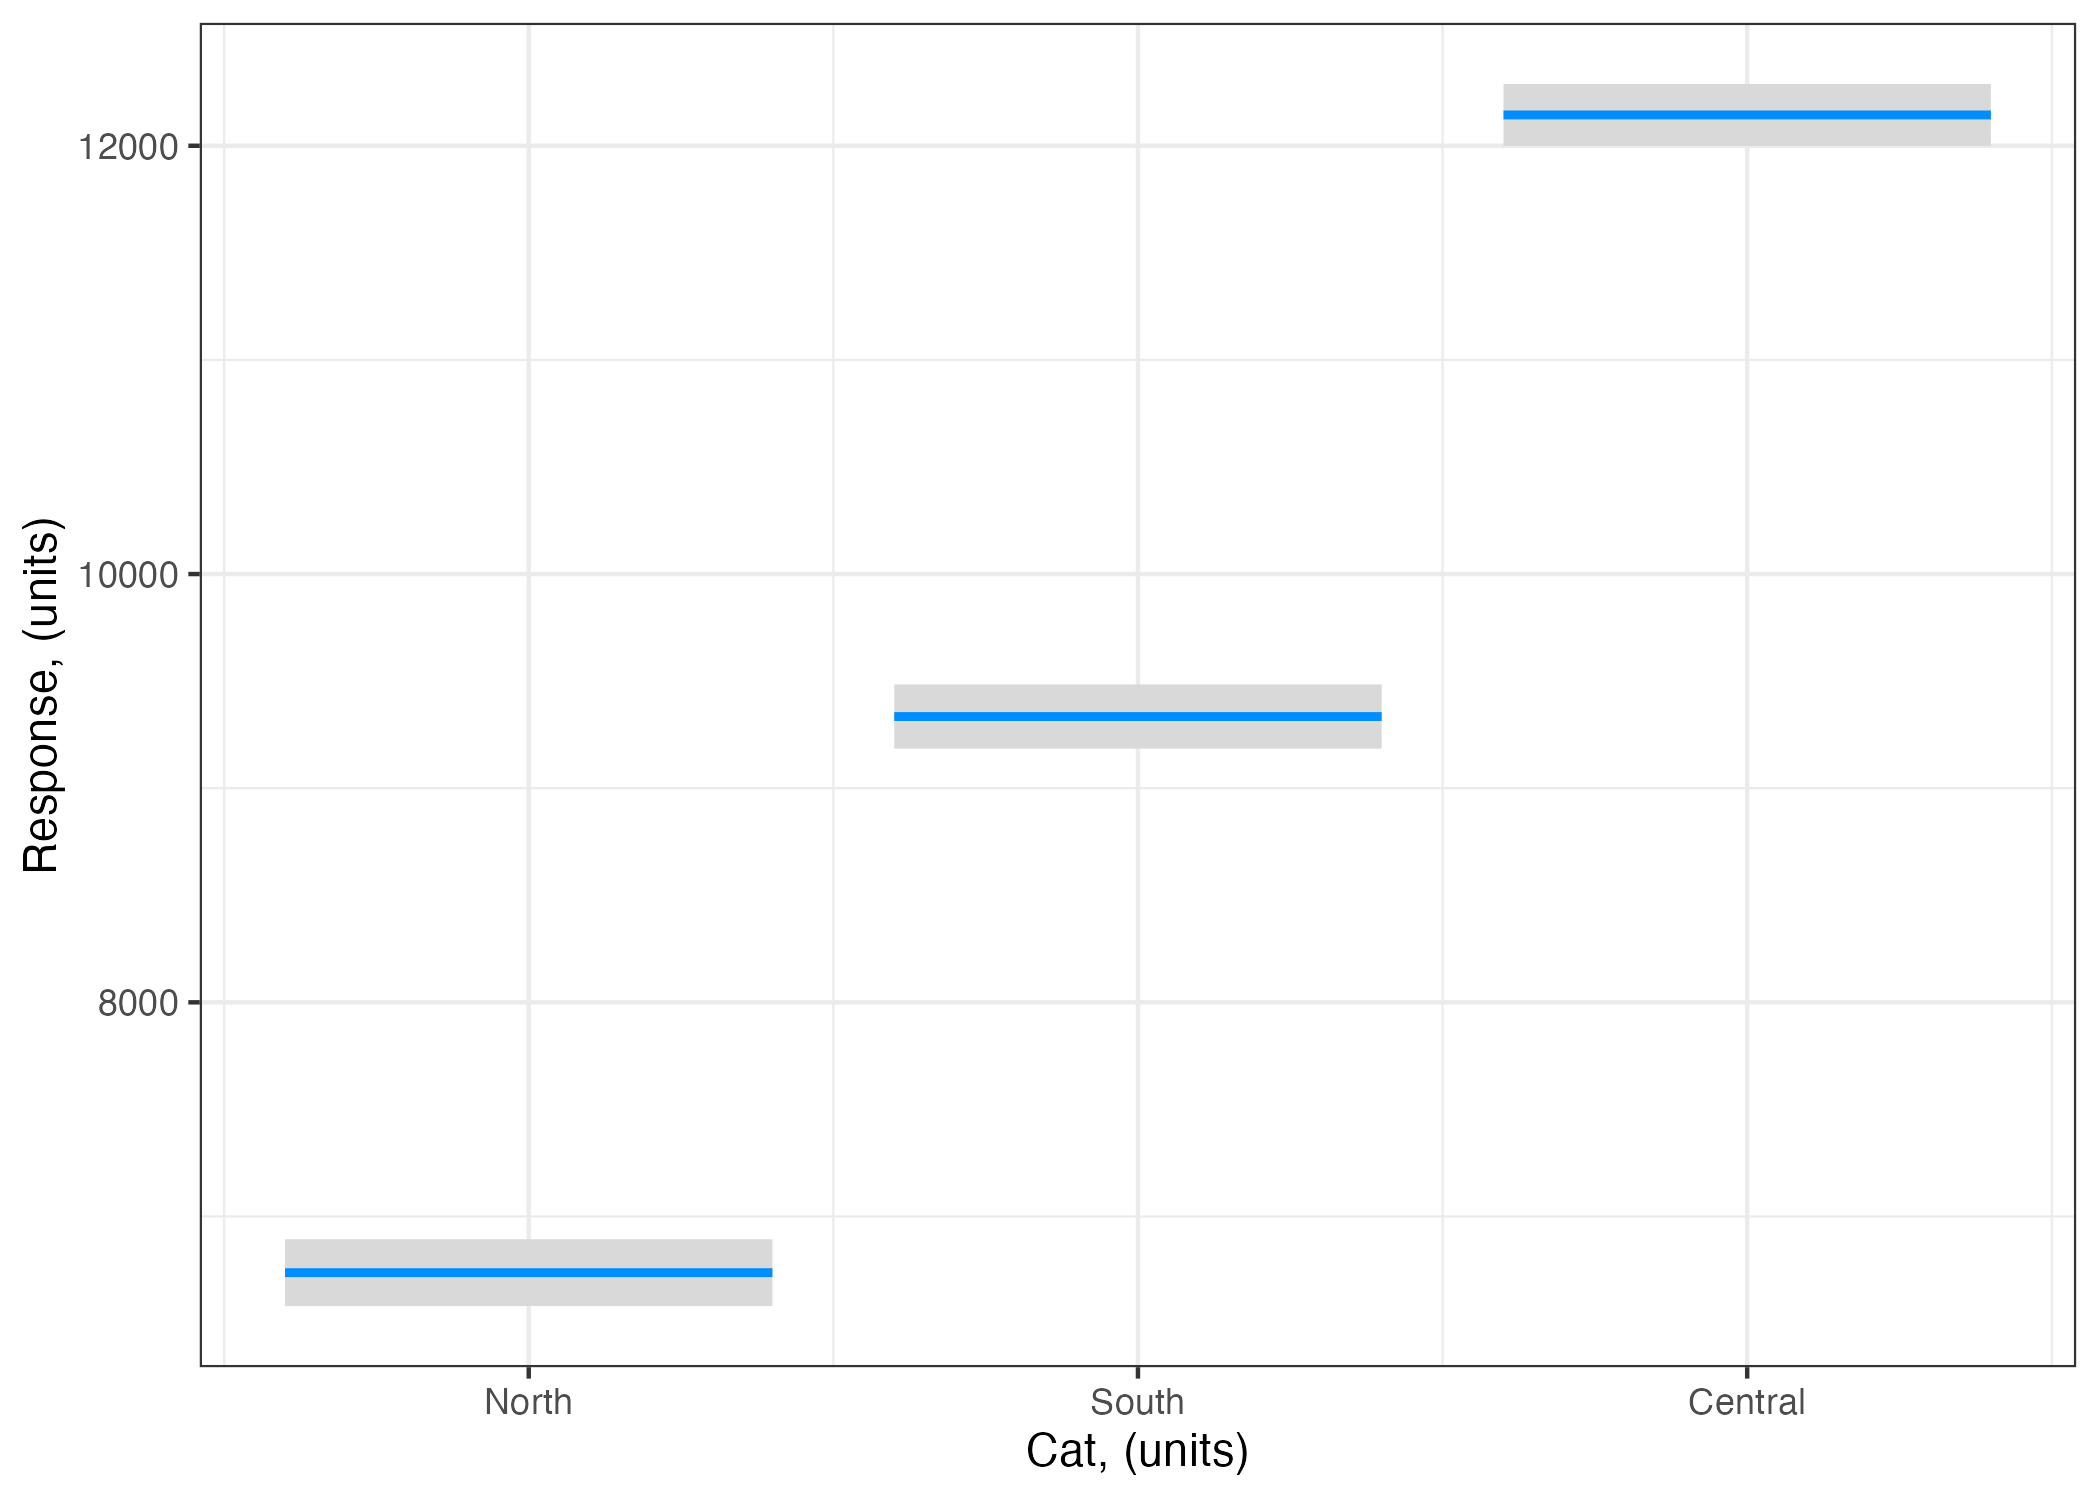 12000
10000
8000
Response, (units)
North South Central
Cat, (units)